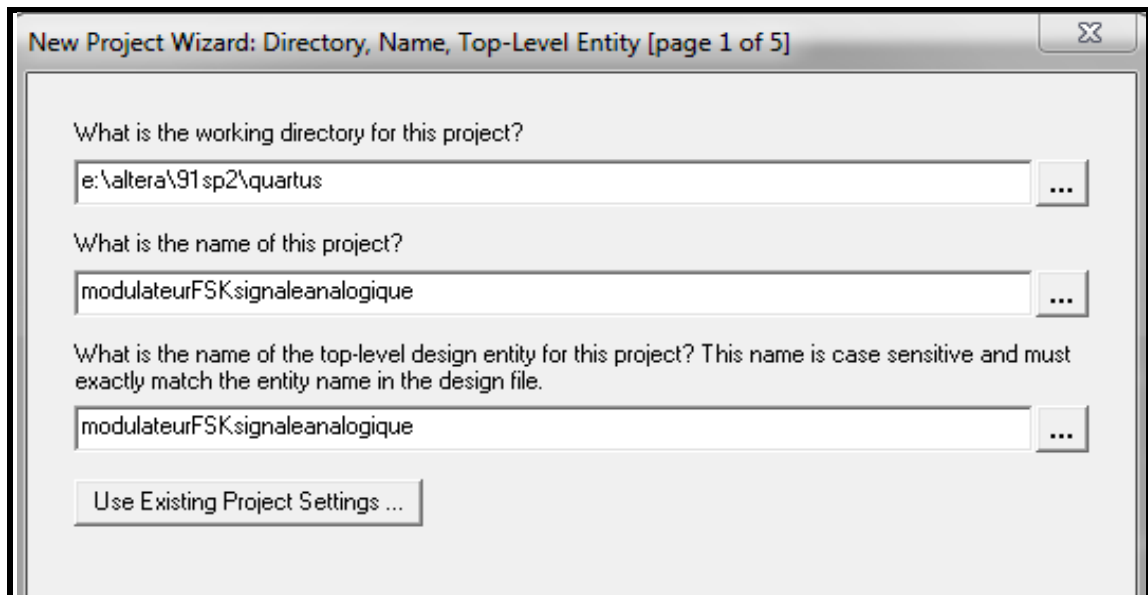 New Project Wizard: Directory, Name, Top-Level Entity [page 1 of 5]
What is the working directory for this project?
e:\altera\91sp2\quartus
...
What is the name of this project?
modulateurFSKsignaleanalogique
...
What is the name of the top-level design entity for this project? This name is case sensitive and must
exactly match the entity name in the design file.
modulateurFSKsignaleanalogique
...
Use Existing Project Settings ...